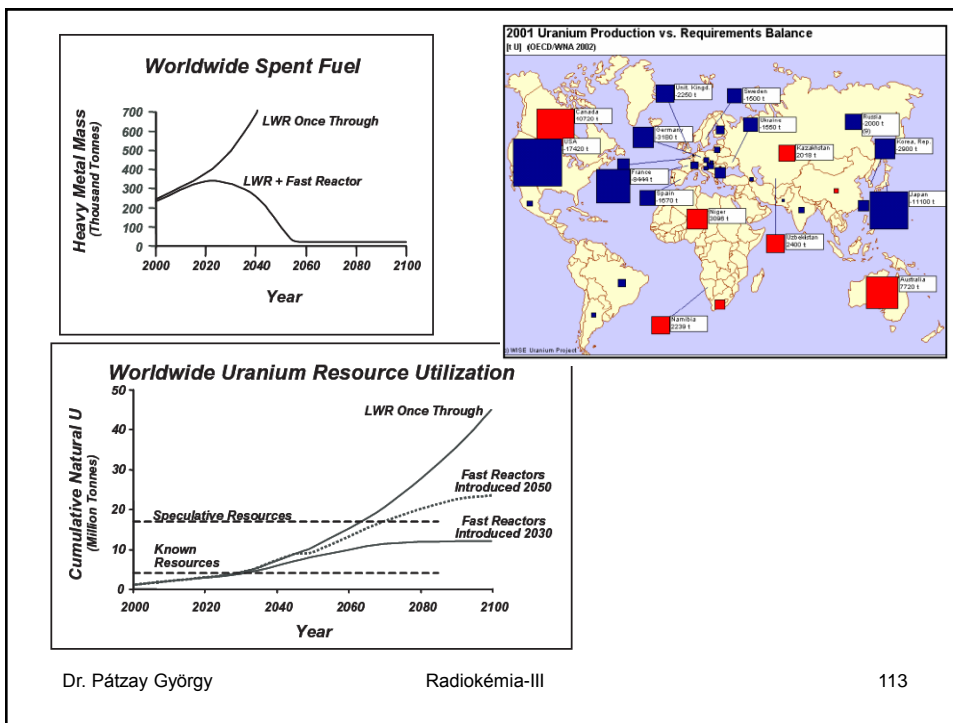 Worldwide Spent Fuel
Heavy Metal Mass
(Thousand Tonnes)
700
600
500
400
300
200
100
0
LWR Once Through
LWR + Fast Reactor
2000
2020
2040
2060
2080
2100
Year
2001 Uranium Production vs. Requirements Balance
[t U] (OECD/WNA 2002)
Unit. Kingd.
-2250 t
Sweden
-1500 t
Canada
10720 t
Germany
Ukraine
-1550 t
Russia
-2000 t
(9)
USA
-17420 t
Kazakhstan
2018 t
Korea, Rep.
-2900 t
France
Spain
-1670 t
Niger
3096 t
Japan
-11100 t
Uzbekistan
2400 t
Australia
7720 t
Namibia
2239 t
WISE Uranium Project
Worldwide Uranium Resource Utilization
Cumulative Natural U
(Million Tonnes)
50
40
30
20
10
0
LWR Once Through
Fast Reactors
Introduced 2050
Speculative Resources
Fast Reactors
Introduced 2030
Known
Resources
2000
2020
2040
2060
2080
2100
Year
Dr. Pátzay György
Radiokémia-III
113